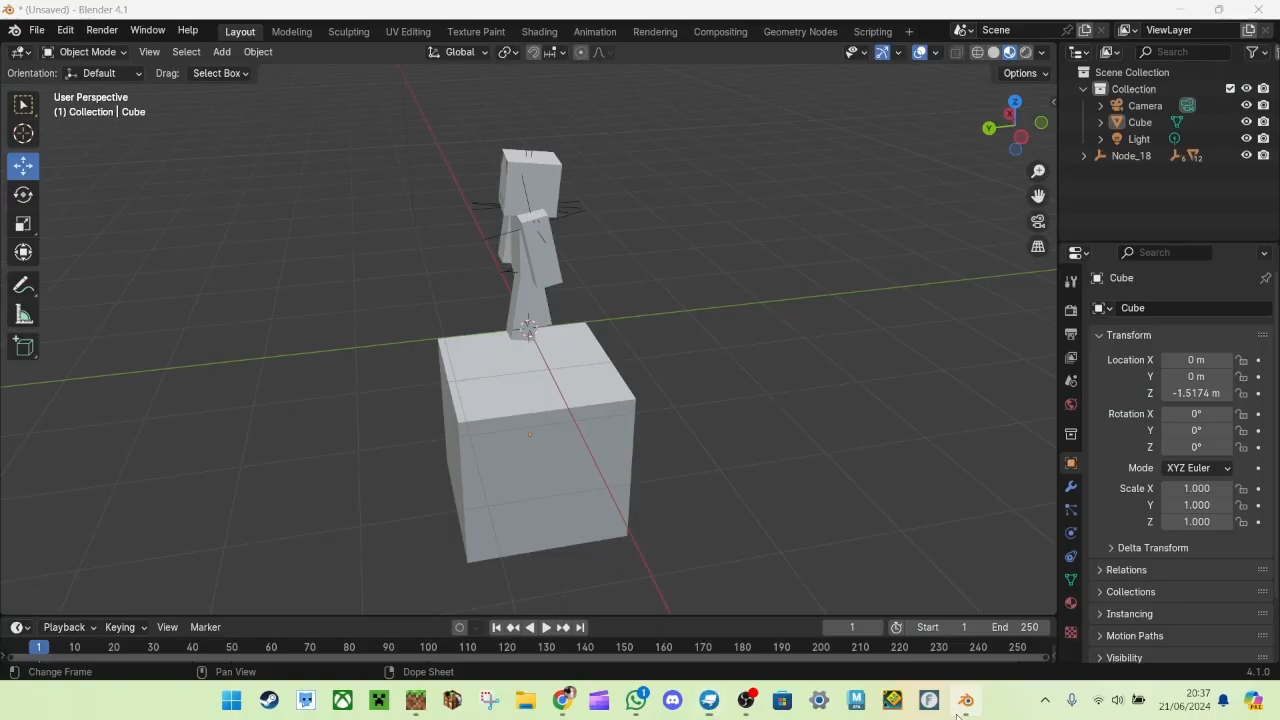 * (Unsaved) - Blender 4.1
File Edit Render Window Help Layout Modeling Sculpting UV Editing Texture Paint Shading Animation Rendering Compositing Geometry Nodes Scripting + Scene ViewLayer
Object Mode View Select Add Object Global Search
Orientation: Default Drag: Select Box Options
User Perspective
(1) Collection | Cube
Z
Y
Scene Collection
Collection
Camera
Cube
Light
Node_18 6 12
Search
Cube
Cube
Transform
Location X 0 m
Y 0 m
Z -1.5174 m
Rotation X 0°
Y 0°
Z 0°
Mode XYZ Euler
Scale X 1.000
Y 1.000
Z 1.000
Delta Transform
Relations
Collections
Instancing
Motion Paths
Visibility
Playback Keying View Marker 1 Start 1 End 250
1 10 20 30 40 50 60 70 80 90 100 110 120 130 140 150 160 170 180 190 200 210 220 230 240 250
Change Frame Pan View Dope Sheet 4.1.0
1
20:37
21/06/2024